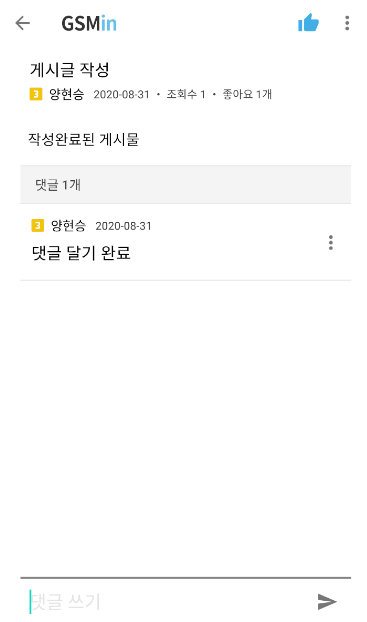 GSMin
게시글 작성
3 양현승 2020-08-31 • 조회수 1 • 좋아요 1개
작성완료된 게시물
댓글 1개
3 양현승 2020-08-31
댓글 달기 완료
댓글 쓰기